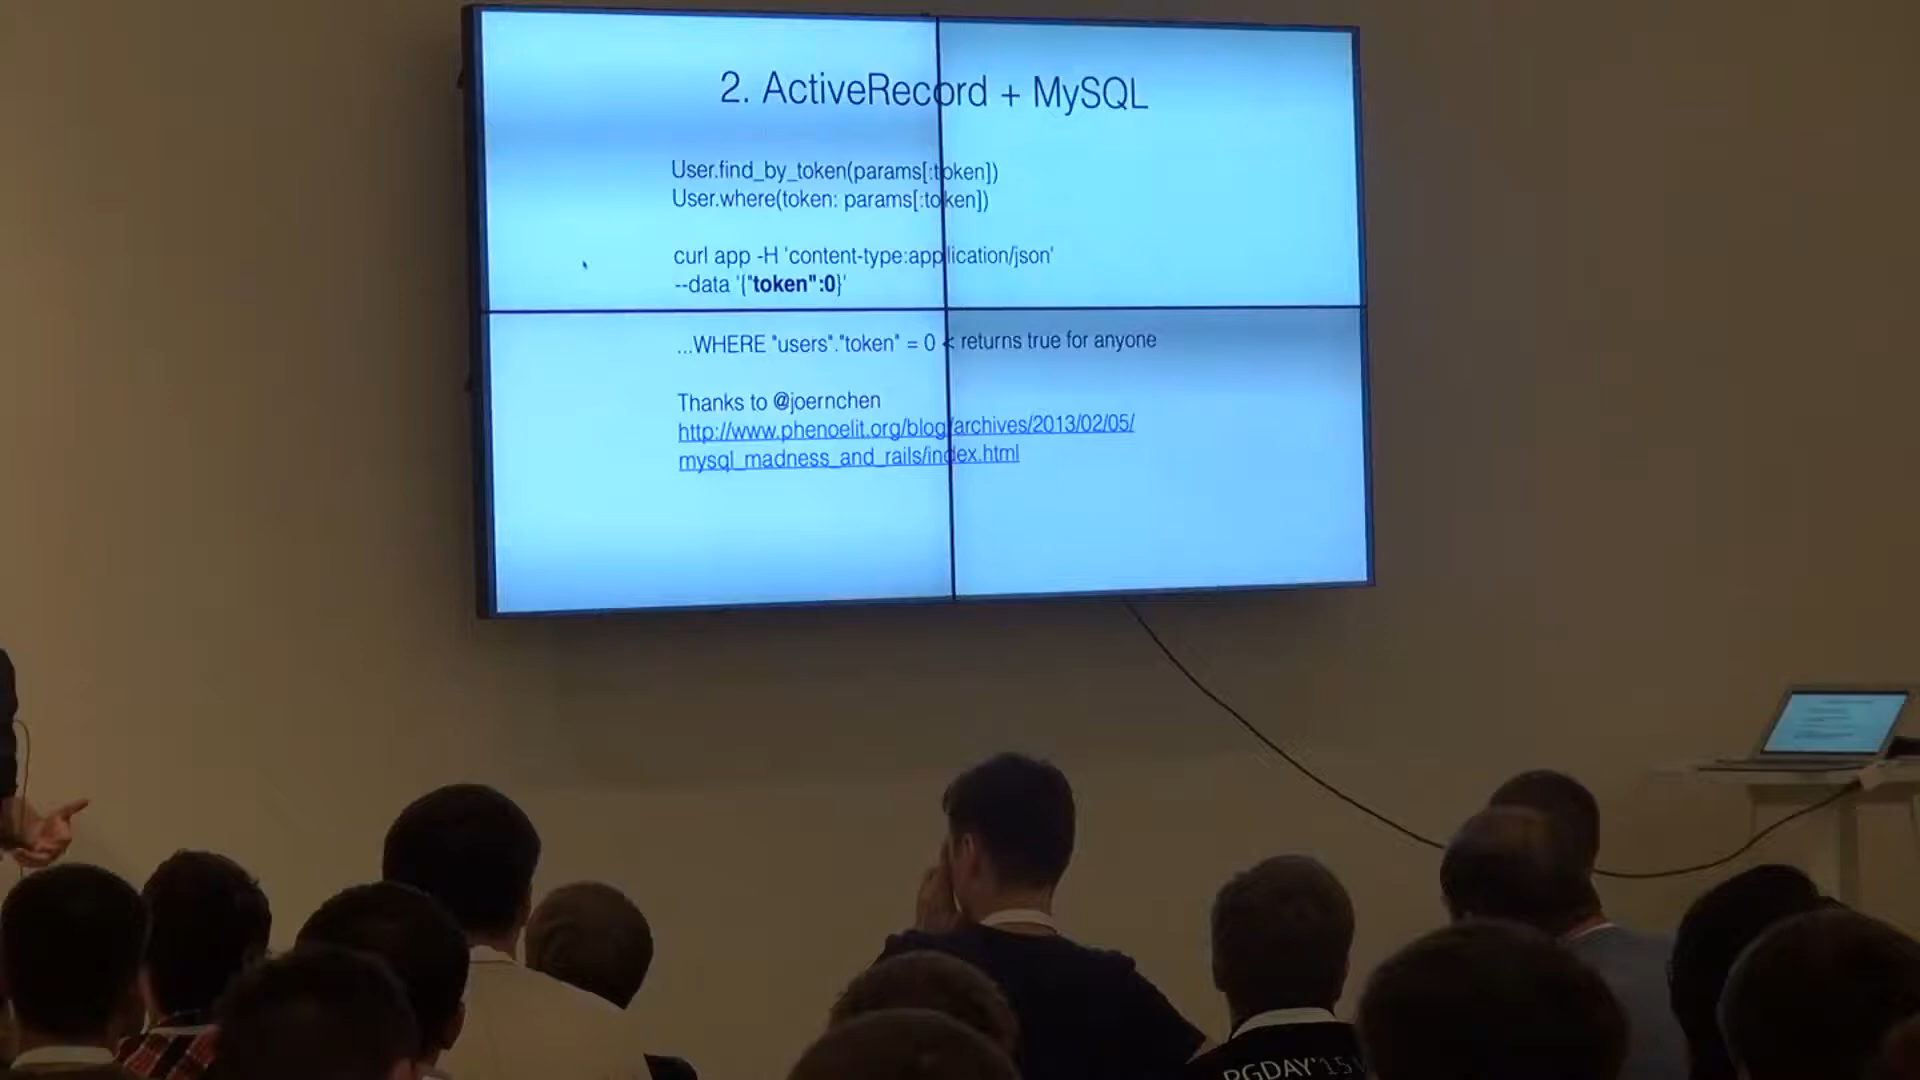 2. ActiveRecord + MySQL
User.find_by_token(params[:token])
User.where(token: params[:token])
curl app -H 'content-type:application/json'
--data '{"token":0}'
...WHERE "users"."token" = 0 < returns true for anyone
Thanks to @joernchen
http://www.phenoelit.org/blog/archives/2013/02/05/
mysql_madness_and_rails/index.html
PGDAY'15